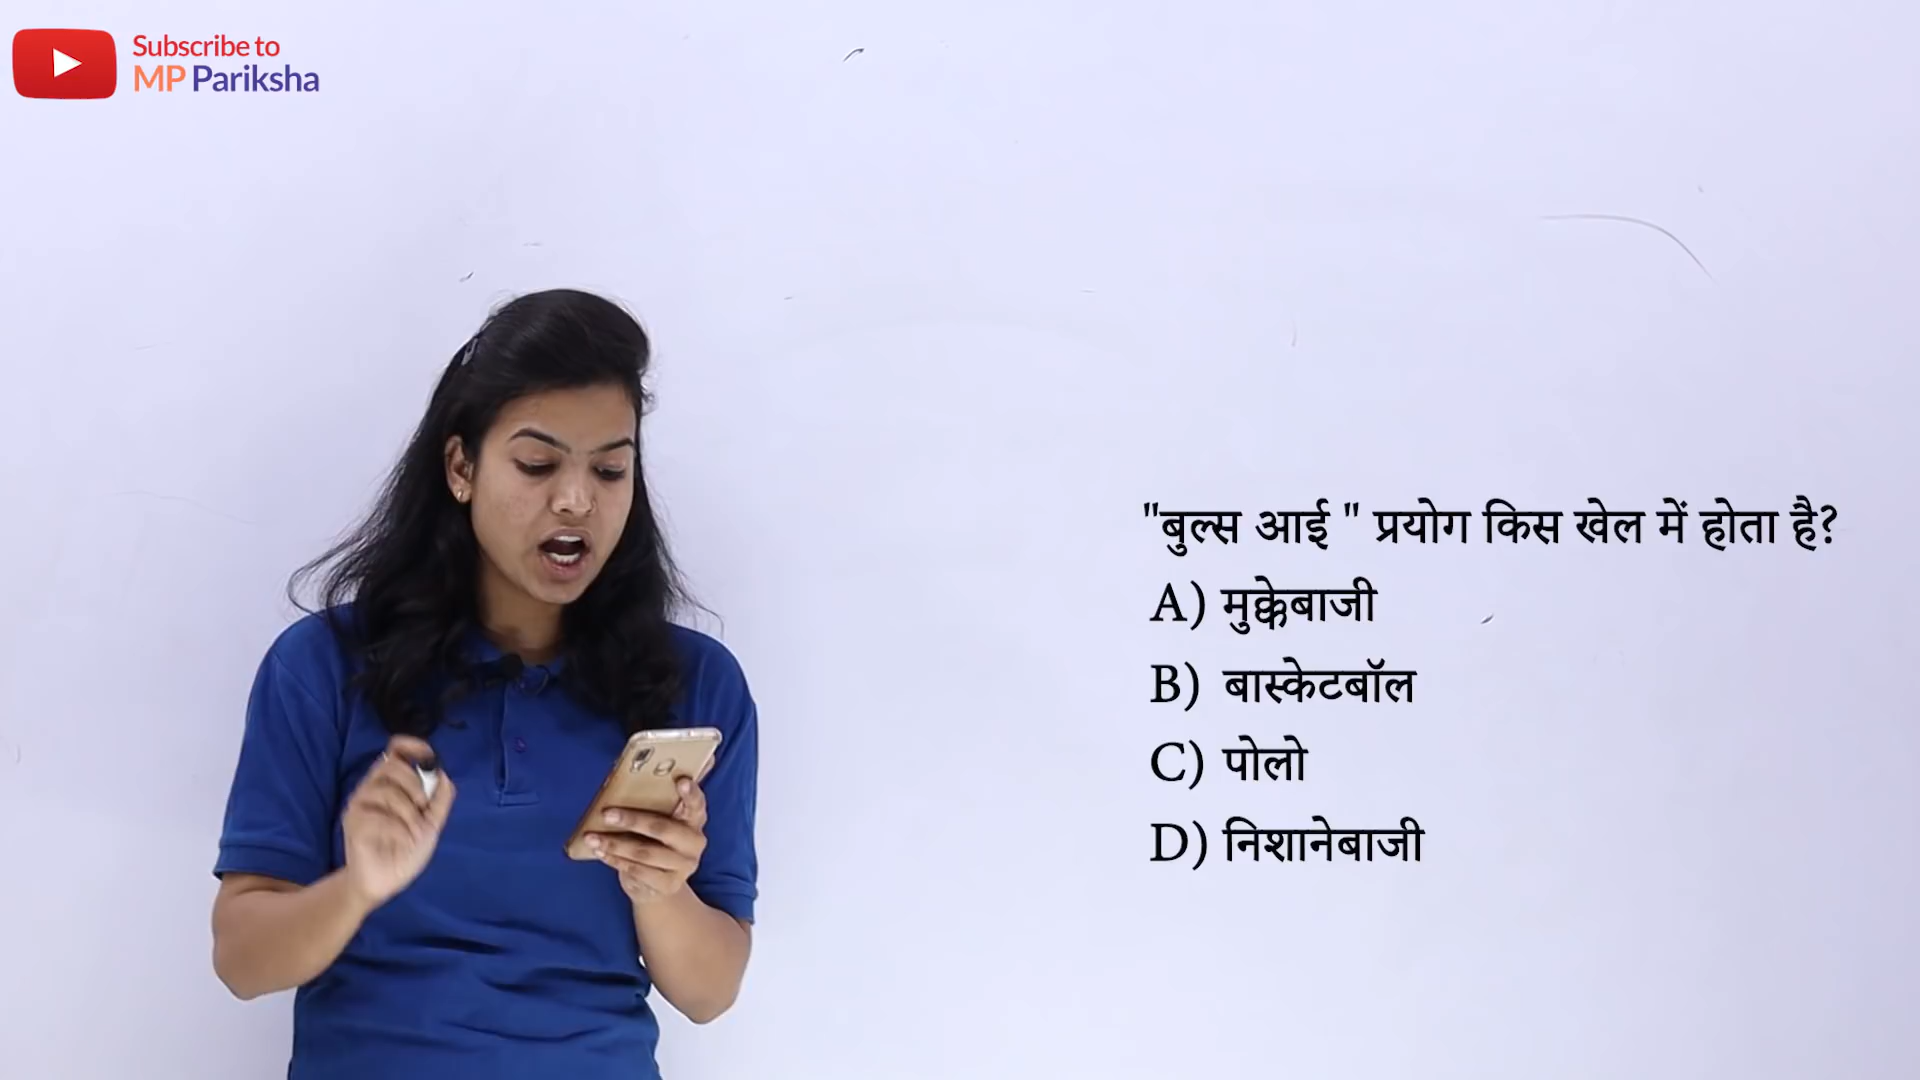 Subscribe to
MP Pariksha
"बुल्स आई " प्रयोग किस खेल में होता है?
A) मुक्केबाजी
B) बास्केटबॉल
C) पोलो
D) निशानेबाजी